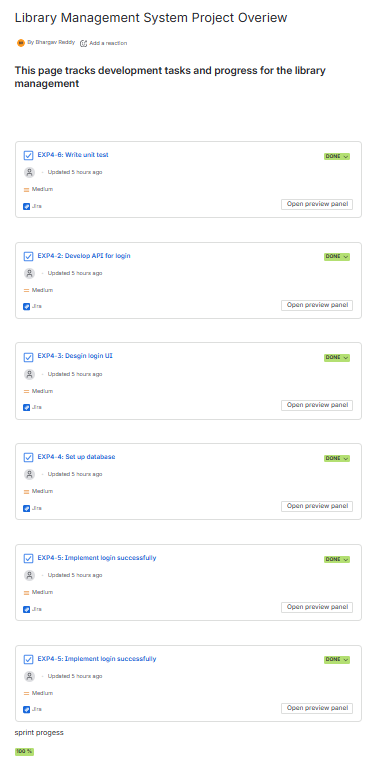 Library Management System Project Overiew
By Bhargav Reddy Add a reaction
This page tracks development tasks and progress for the library
management
EXP4-6: Write unit test DONE
· Updated 5 hours ago
Medium
Jira Open preview panel
EXP4-2: Develop API for login DONE
· Updated 5 hours ago
Medium
Jira Open preview panel
EXP4-3: Desgin login UI DONE
· Updated 5 hours ago
Medium
Jira Open preview panel
EXP4-4: Set up database DONE
· Updated 5 hours ago
Medium
Jira Open preview panel
EXP4-5: Implement login successfully DONE
· Updated 5 hours ago
Medium
Jira Open preview panel
EXP4-5: Implement login successfully DONE
· Updated 5 hours ago
Medium
Jira Open preview panel
sprint progess
100 %